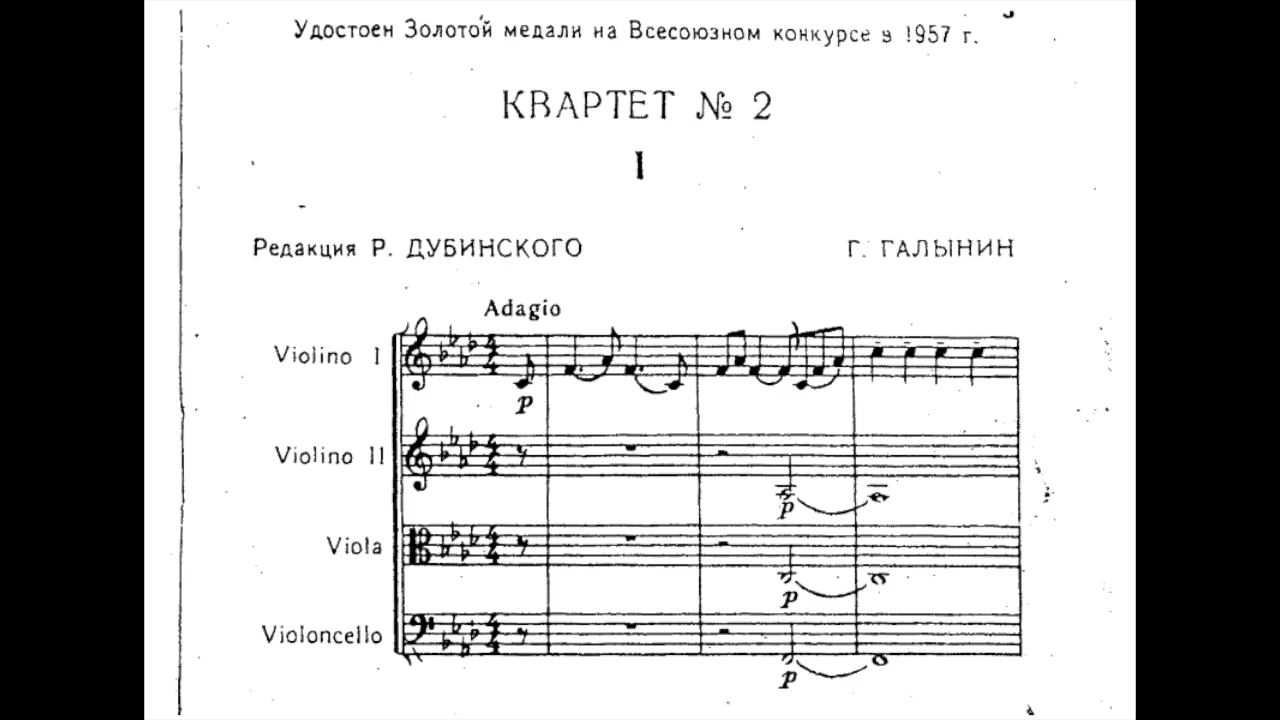 Удостоен Золотой медали на Всесоюзном конкурсе в 1957 г.
КВАРТЕТ № 2
I
Редакция Р. ДУБИНСКОГО
Г. ГАЛЫНИН
Adagio
Violino I
p
Violino II
p
Viola
p
Violoncello
p